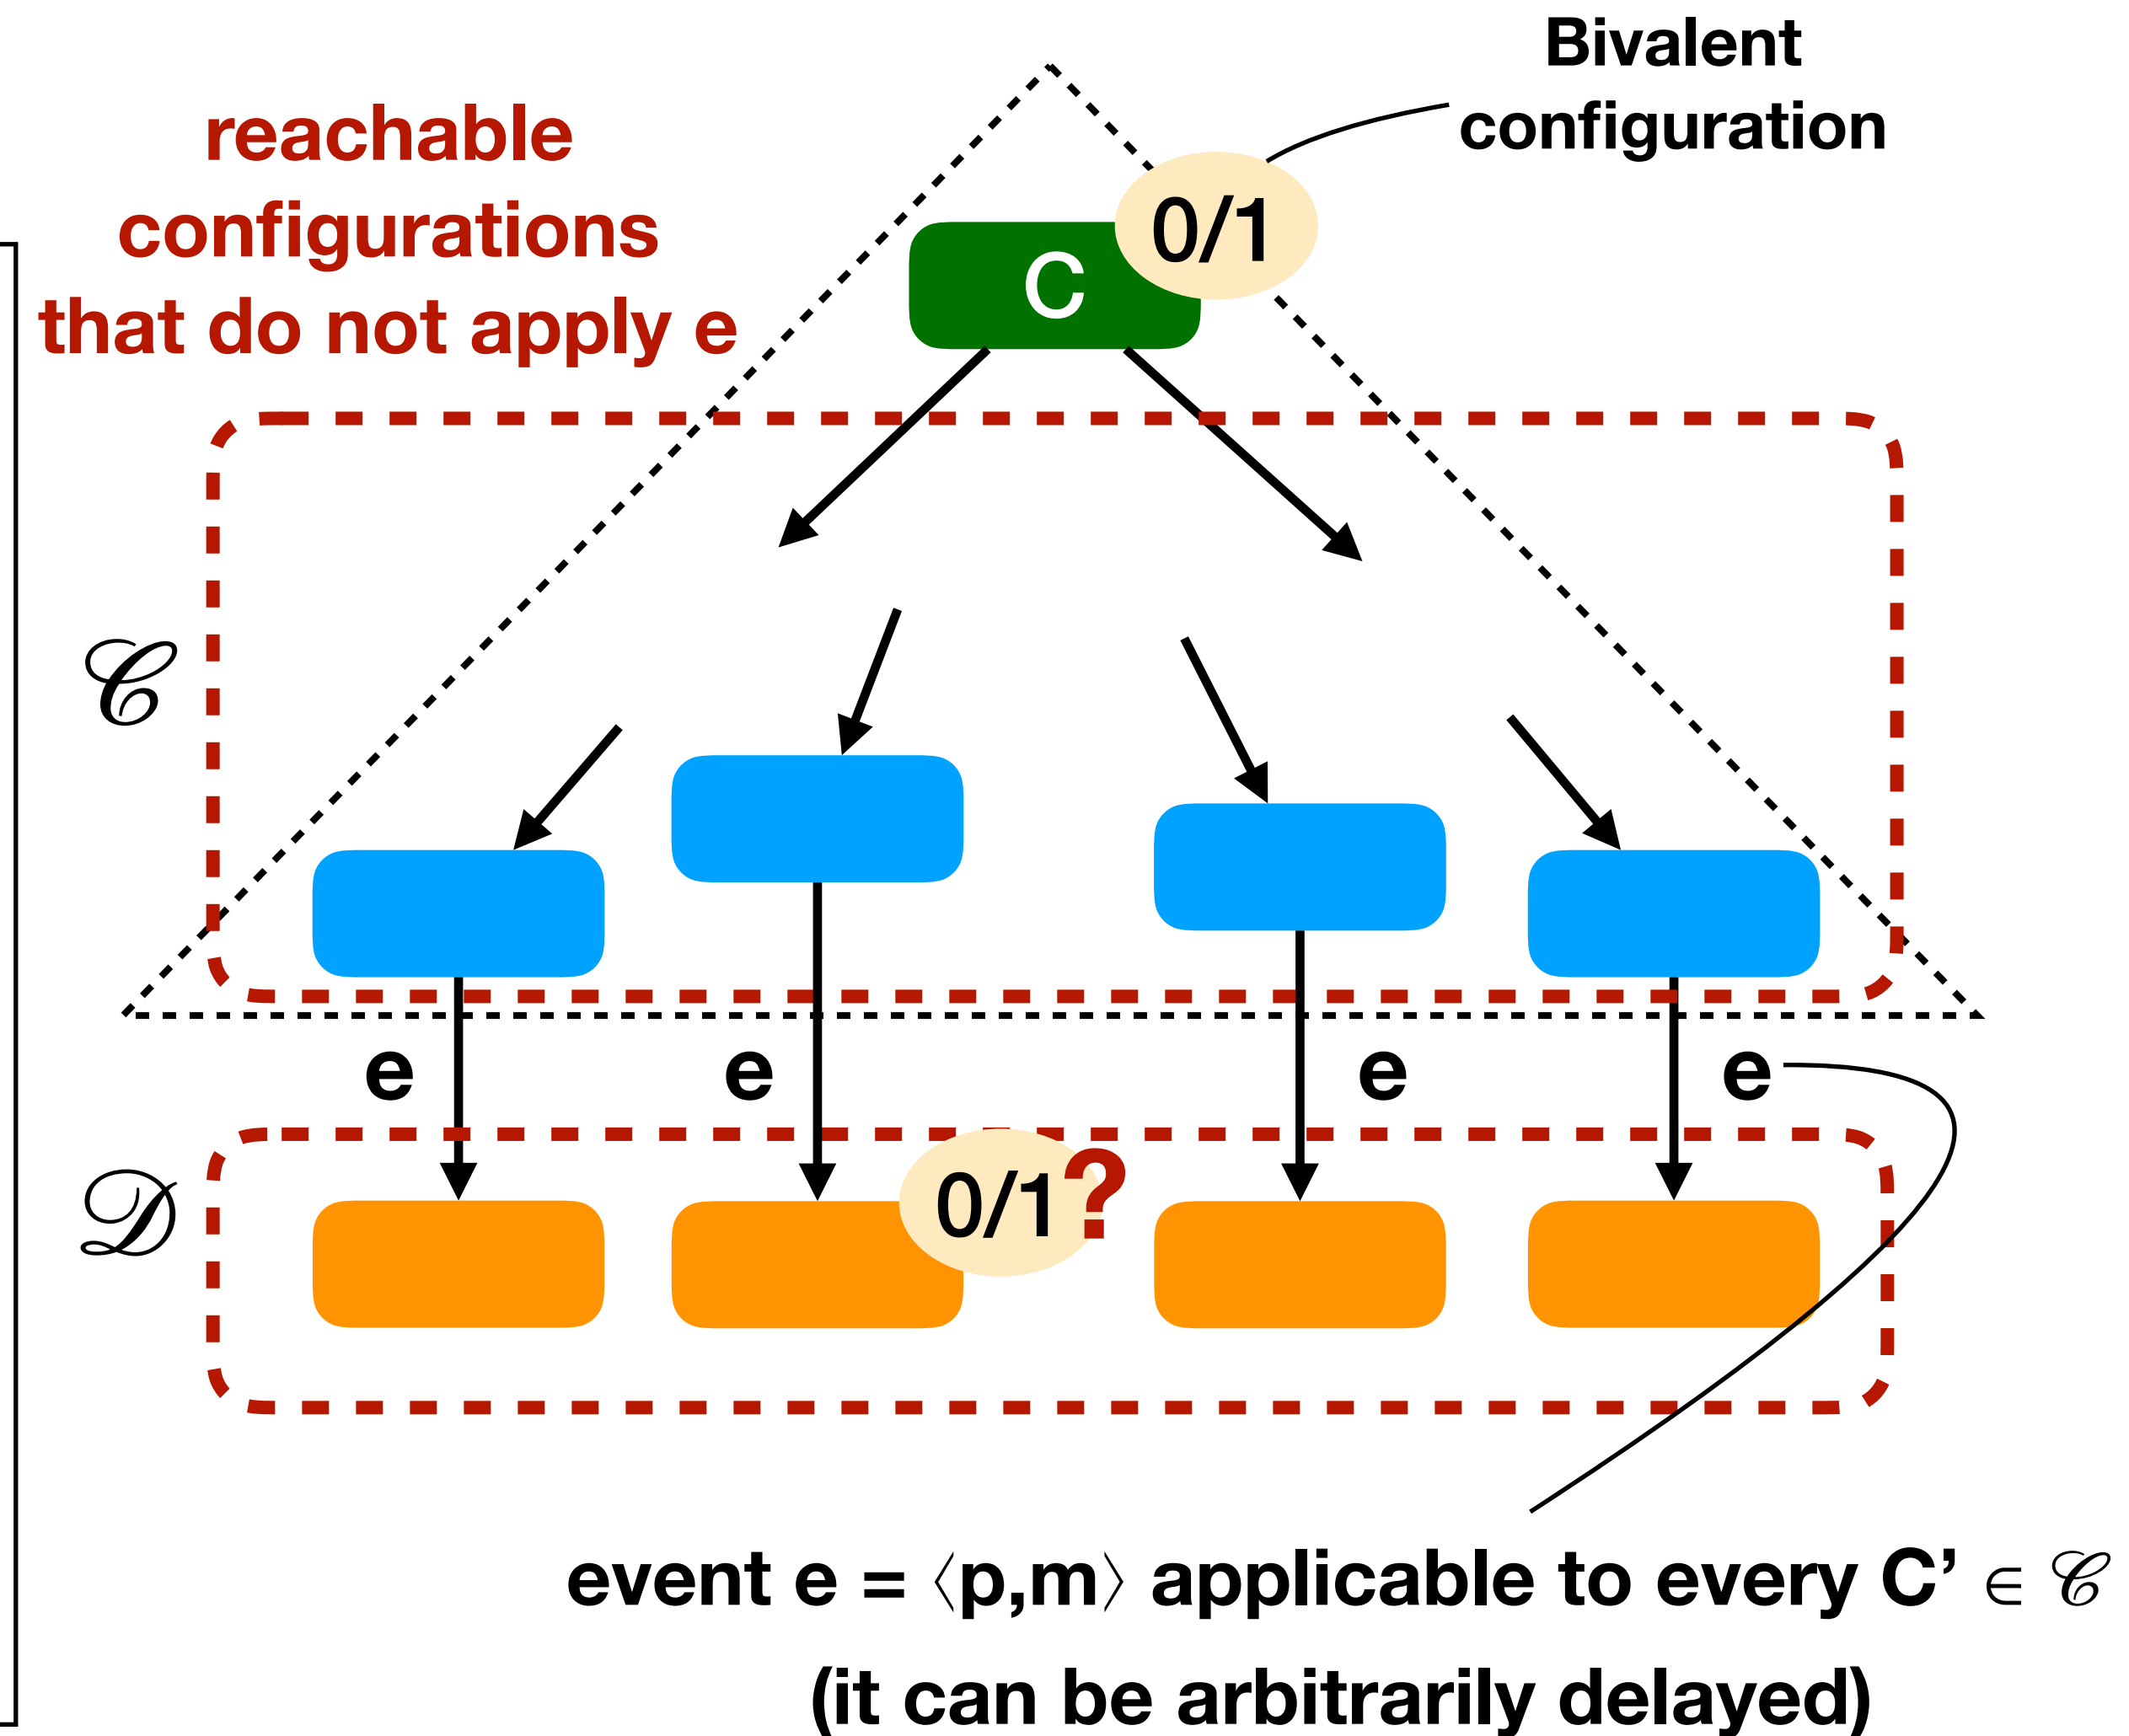 Bivalent
configuration
reachable
configurations
that do not apply e
0/1
C
𝒞
e e e e
𝒟
0/1?
event e = ⟨p,m⟩ applicable to every C’ ∈ 𝒞
(it can be arbitrarily delayed)